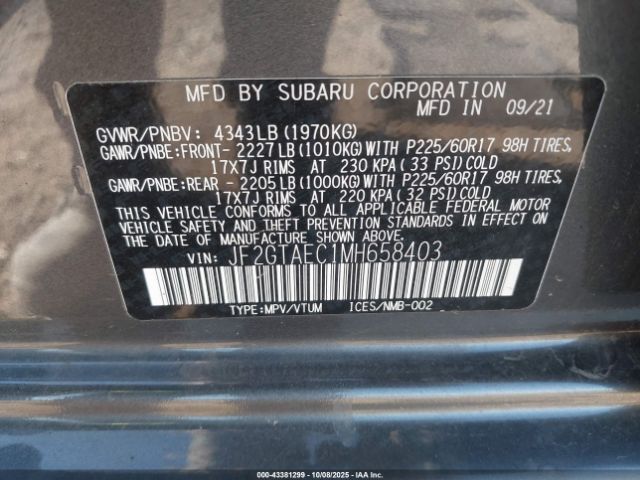 MFD BY SUBARU CORPORATION
MFD IN 09/21
GVWR/PNBV: 4343LB(1970KG)
GAWR/PNBE:FRONT- 2227LB(1010KG)WITH P225/60R17 98H TIRES,
17X7J RIMS AT 230 KPA(33 PSI)COLD
GAWR/PNBE:REAR - 2205LB(1000KG)WITH P225/60R17 98H TIRES,
17X7J RIMS AT 220 KPA(32 PSI)COLD
THIS VEHICLE CONFORMS TO ALL APPLICABLE FEDERAL MOTOR
VEHICLE SAFETY AND THEFT PREVENTION STANDARDS IN EFFECT
ON THE DATE OF MANUFACTURE SHOWN ABOVE.
VIN: JF2GTAEC1MH658403
TYPE:MPV/VTUM ICES/NMB-002
000-43381299 - 10/08/2025 - IAAI.COM